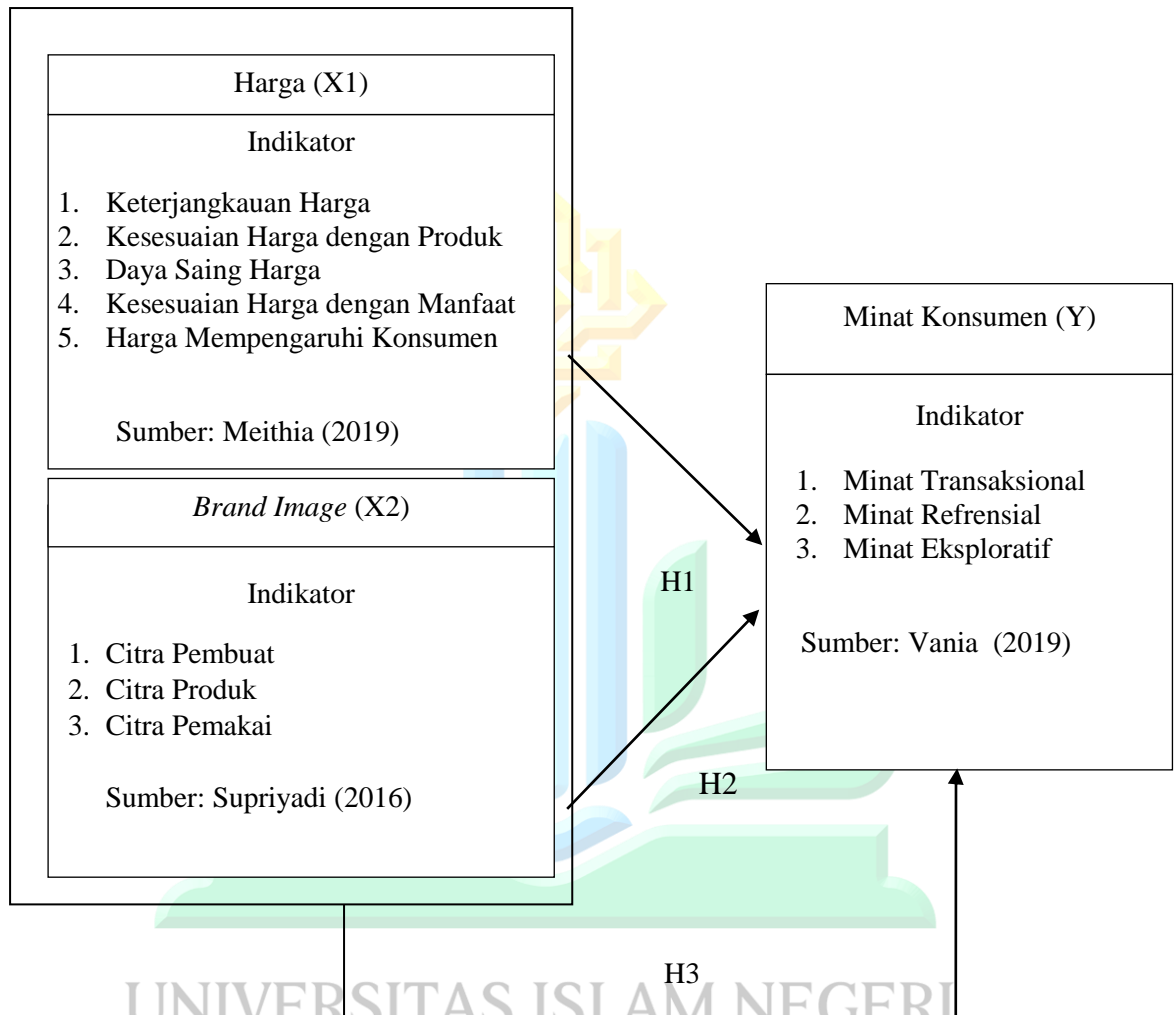 Harga (X1)
Indikator
1. Keterjangkauan Harga
2. Kesesuaian Harga dengan Produk
3. Daya Saing Harga
4. Kesesuaian Harga dengan Manfaat
5. Harga Mempengaruhi Konsumen
Sumber: Meithia (2019)
Brand Image (X2)
Indikator
1. Citra Pembuat
2. Citra Produk
3. Citra Pemakai
Sumber: Supriyadi (2016)
H1
H2
H3
Minat Konsumen (Y)
Indikator
1. Minat Transaksional
2. Minat Refrensial
3. Minat Eksploratif
Sumber: Vania (2019)
UNIVERSITAS ISLAM NEGERI